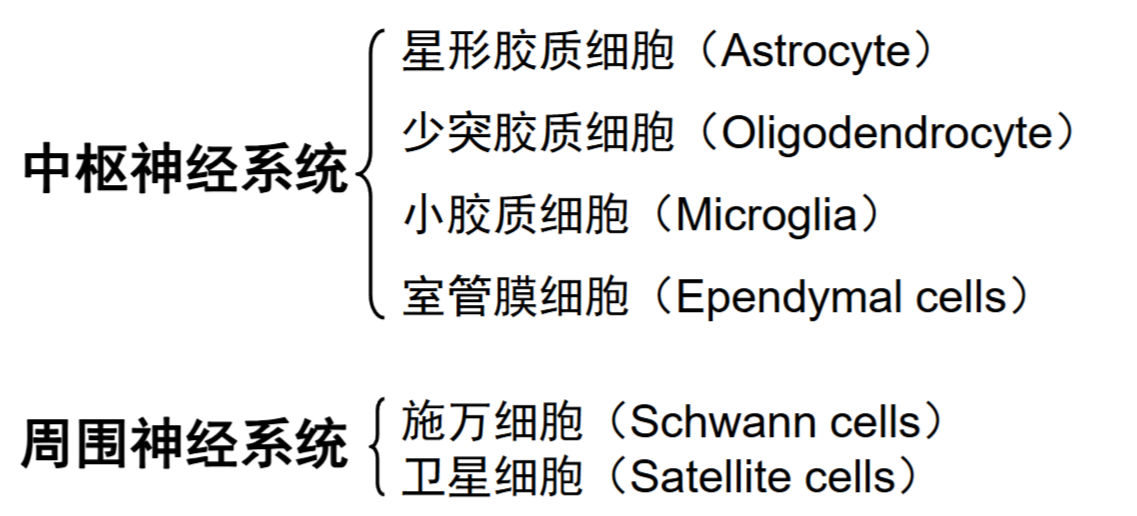 中枢神经系统
星形胶质细胞（Astrocyte）
少突胶质细胞（Oligodendrocyte）
小胶质细胞（Microglia）
室管膜细胞（Ependymal cells）
周围神经系统
施万细胞（Schwann cells）
卫星细胞（Satellite cells）